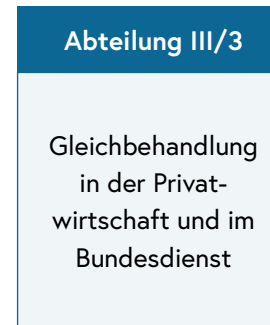 Abteilung III/3
Gleichbehandlung
in der Privat-
wirtschaft und im
Bundesdienst